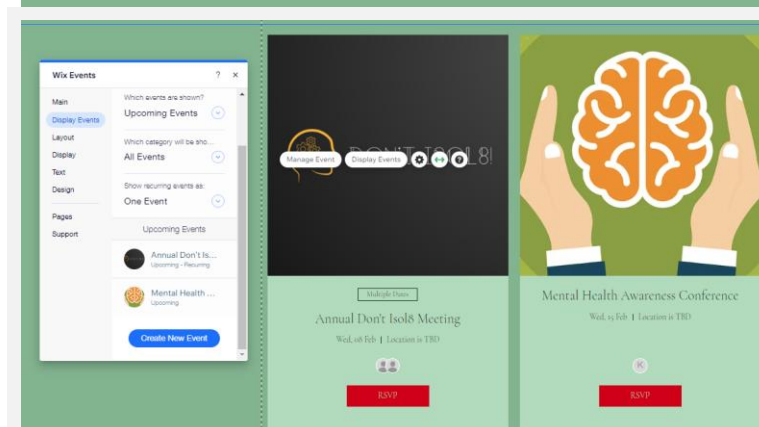 Wix Events
? ×
Main
Display Events
Layout
Display
Text
Design
Pages
Support
Which events are shown?
Upcoming Events
Which category will be sho...
All Events
Show recurring events as:
One Event
Upcoming Events
Annual Don't Is...
Upcoming - Recurring
Mental Health ...
Upcoming
Create New Event
DON'T ISOL8!
Manage Event
Display Events
?
Multiple Dates
Annual Don't Isol8 Meeting
Wed, 08 Feb | Location is TBD
RSVP
Mental Health Awareness Conference
Wed, 15 Feb | Location is TBD
K
RSVP